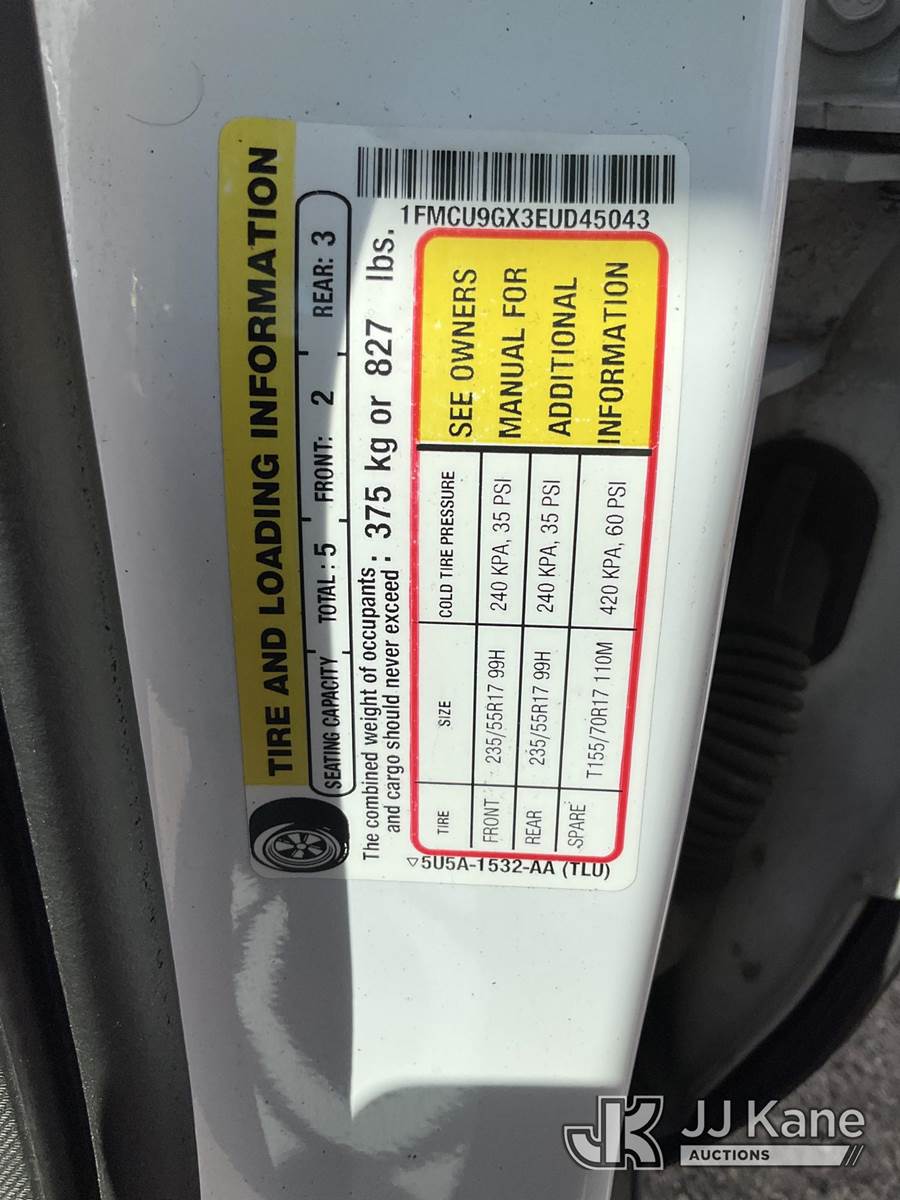 TIRE AND LOADING INFORMATION
SEATING CAPACITY TOTAL : 5 FRONT: 2 REAR: 3
The combined weight of occupants : 375 kg or 827 lbs.
and cargo should never exceed :
TIRE SIZE COLD TIRE PRESSURE
FRONT 235/55R17 99H 240 KPA, 35 PSI
REAR 235/55R17 99H 240 KPA, 35 PSI
SPARE T155/70R17 110M 420 KPA, 60 PSI
SEE OWNERS
MANUAL FOR
ADDITIONAL
INFORMATION
1FMCU9GX3EUD45043
▽5U5A-1532-AA (TLU)
JK JJ Kane
AUCTIONS